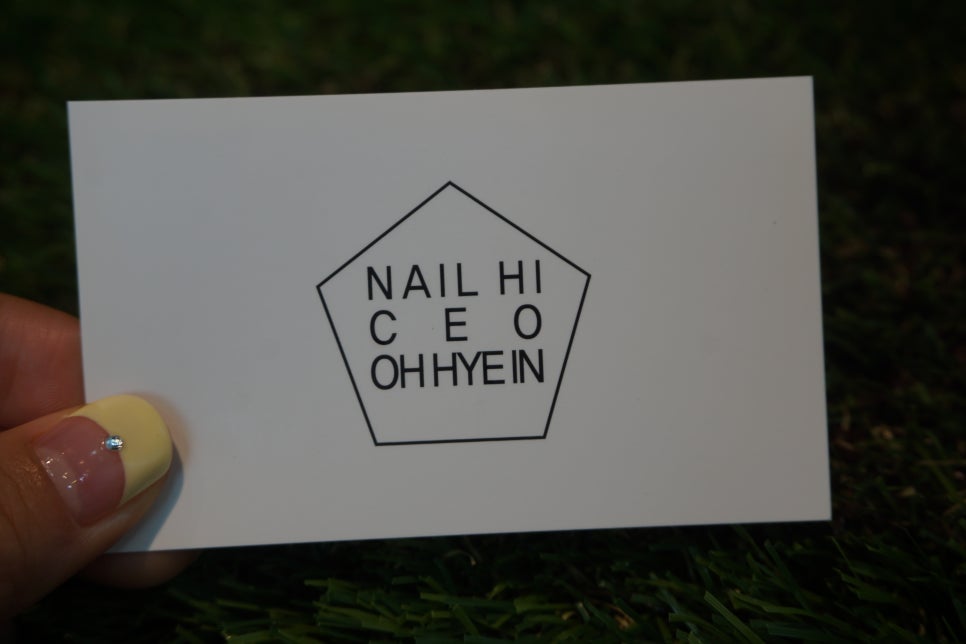 NAIL HI
C E O
OH HYE IN